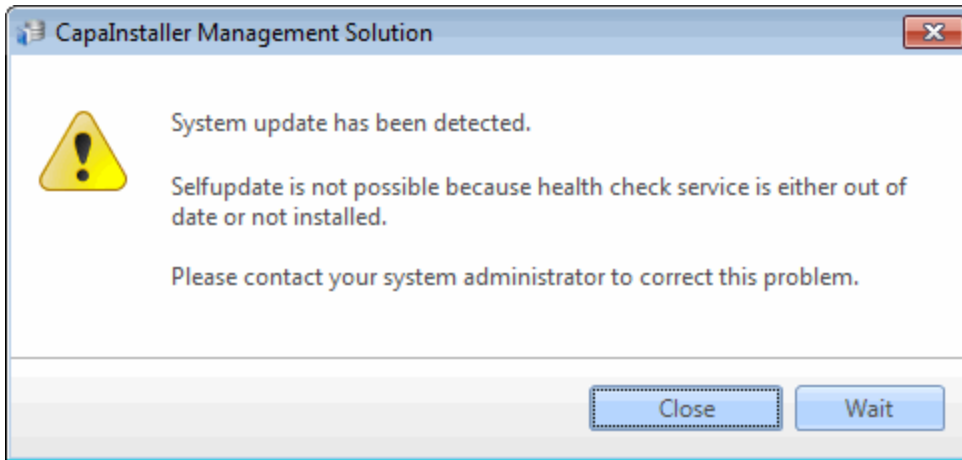 CapaInstaller Management Solution
System update has been detected.
Selfupdate is not possible because health check service is either out of
date or not installed.
Please contact your system administrator to correct this problem.
Close
Wait